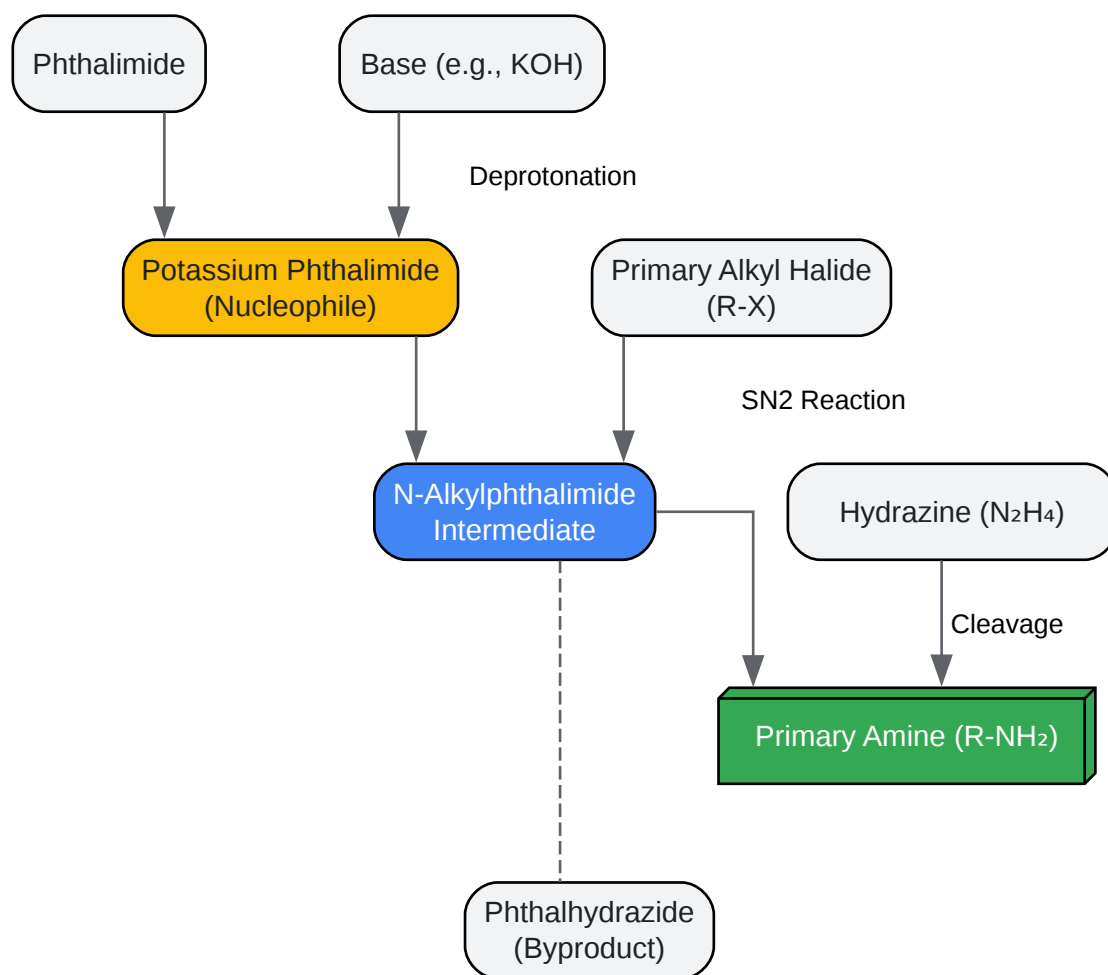 Phthalimide
Base (e.g., KOH)
Deprotonation
Potassium Phthalimide
(Nucleophile)
Primary Alkyl Halide
(R-X)
SN2 Reaction
N-Alkylphthalimide
Intermediate
Hydrazine (N₂H₄)
Cleavage
Primary Amine (R-NH₂)
Phthalhydrazide
(Byproduct)